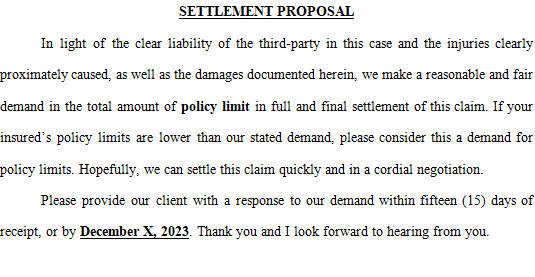 SETTLEMENT PROPOSAL
In light of the clear liability of the third-party in this case and the injuries clearly
proximately caused, as well as the damages documented herein, we make a reasonable and fair
demand in the total amount of policy limit in full and final settlement of this claim. If your
insured’s policy limits are lower than our stated demand, please consider this a demand for
policy limits. Hopefully, we can settle this claim quickly and in a cordial negotiation.
Please provide our client with a response to our demand within fifteen (15) days of
receipt, or by December X, 2023. Thank you and I look forward to hearing from you.